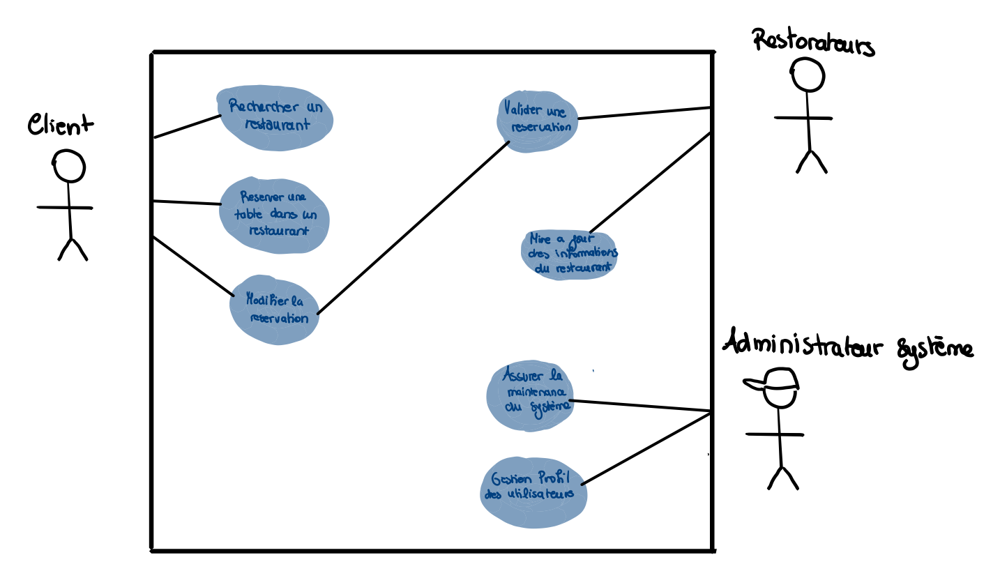 Client
Rechercher un
restaurant
Reserver une
table dans un
restaurant
Modifier la
reservation
Valider une
reservation
Mire a jour
des informations
du restaurant
Assurer la
maintenance
du système
Gestion Profil
des utilisateurs
Restorateurs
Administrateur système